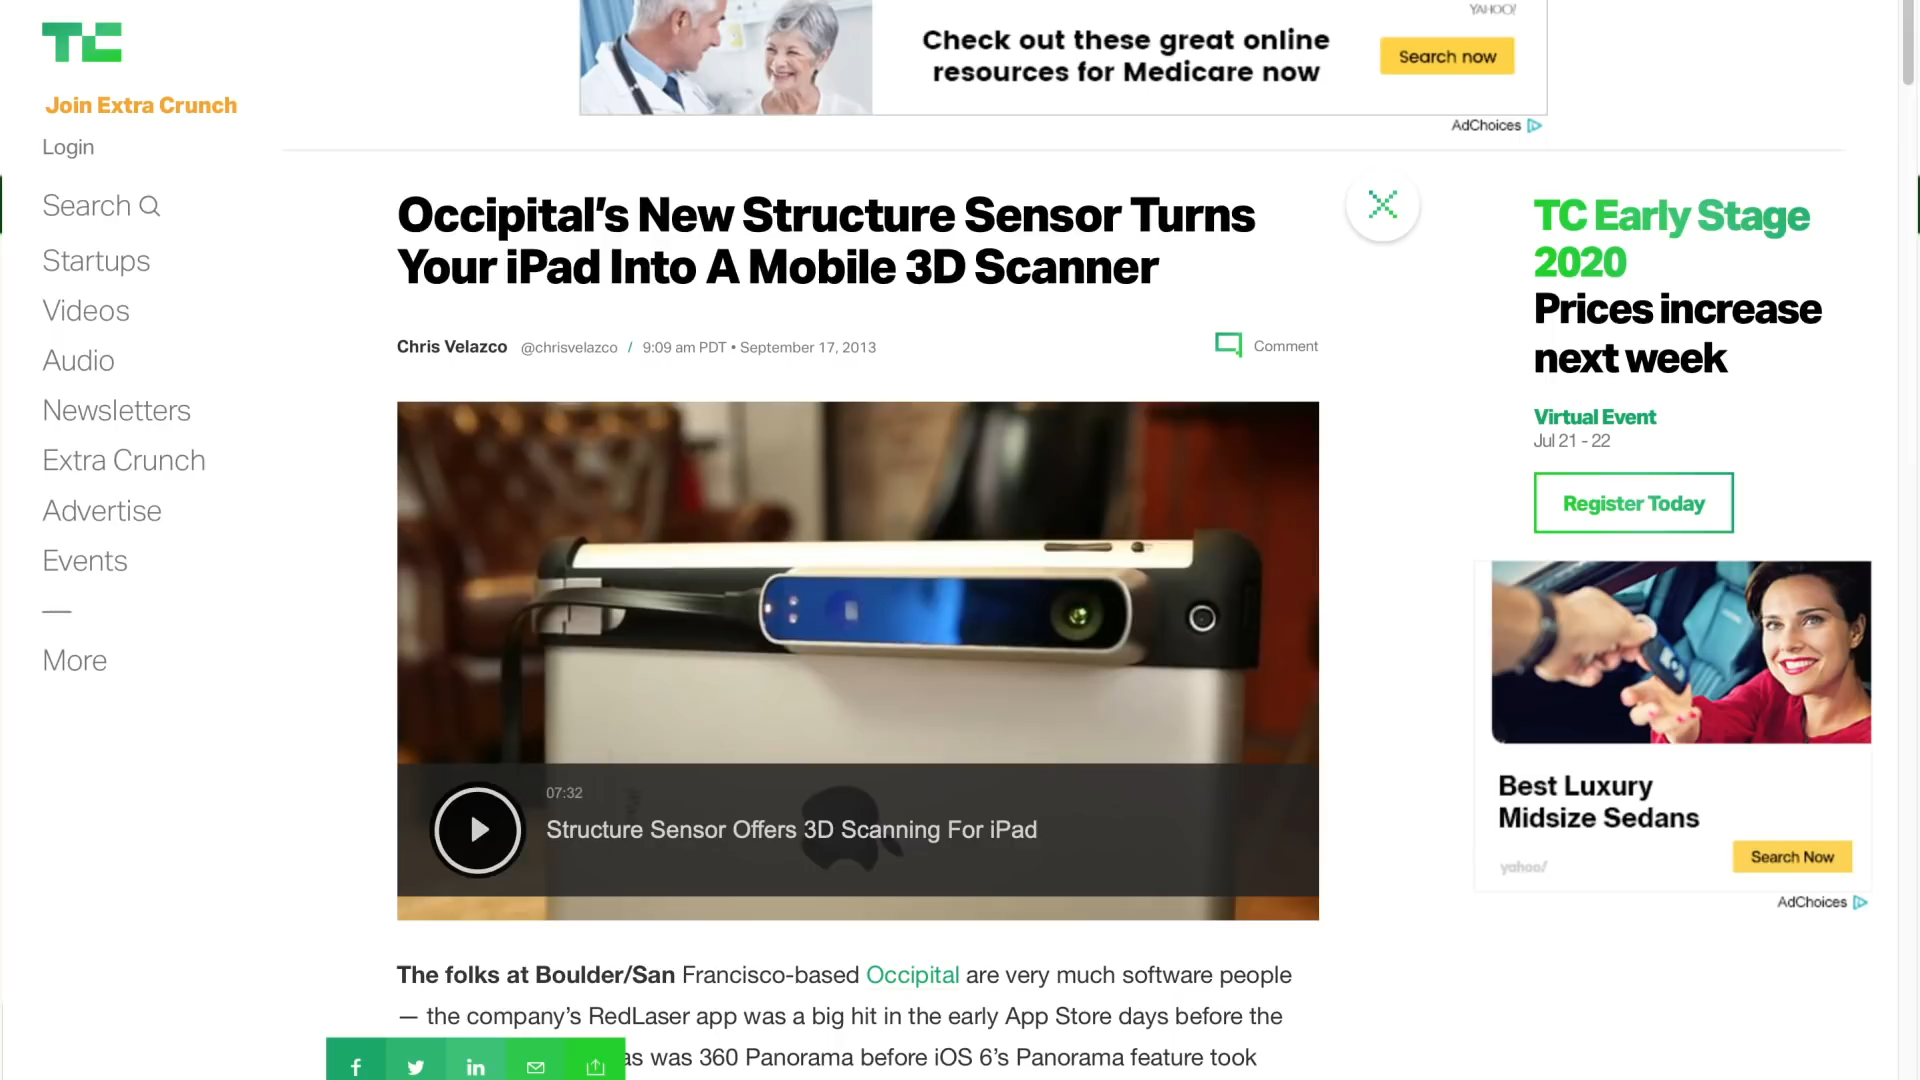 TC
Join Extra Crunch
Login
Search
Startups
Videos
Audio
Newsletters
Extra Crunch
Advertise
Events
More
YAHOO!
Check out these great online
resources for Medicare now
Search now
AdChoices
Occipital's New Structure Sensor Turns
Your iPad Into A Mobile 3D Scanner
Chris Velazco @chrisvelazco / 9:09 am PDT • September 17, 2013
Comment
07:32
Structure Sensor Offers 3D Scanning For iPad
The folks at Boulder/San Francisco-based Occipital are very much software people
— the company's RedLaser app was a big hit in the early App Store days before the
as was 360 Panorama before iOS 6's Panorama feature took
f
in
TC Early Stage
2020
Prices increase
next week
Virtual Event
Jul 21 - 22
Register Today
Best Luxury
Midsize Sedans
yahoo!
Search Now
AdChoices